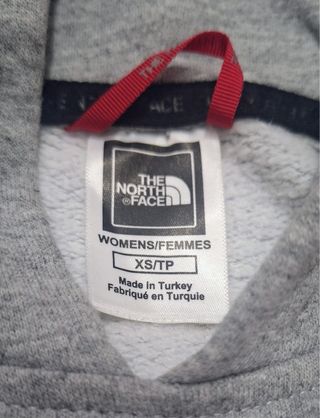 THE
NORTH
FACE
WOMENS/FEMMES
XS/TP
Made in Turkey
Fabriqué en Turquie